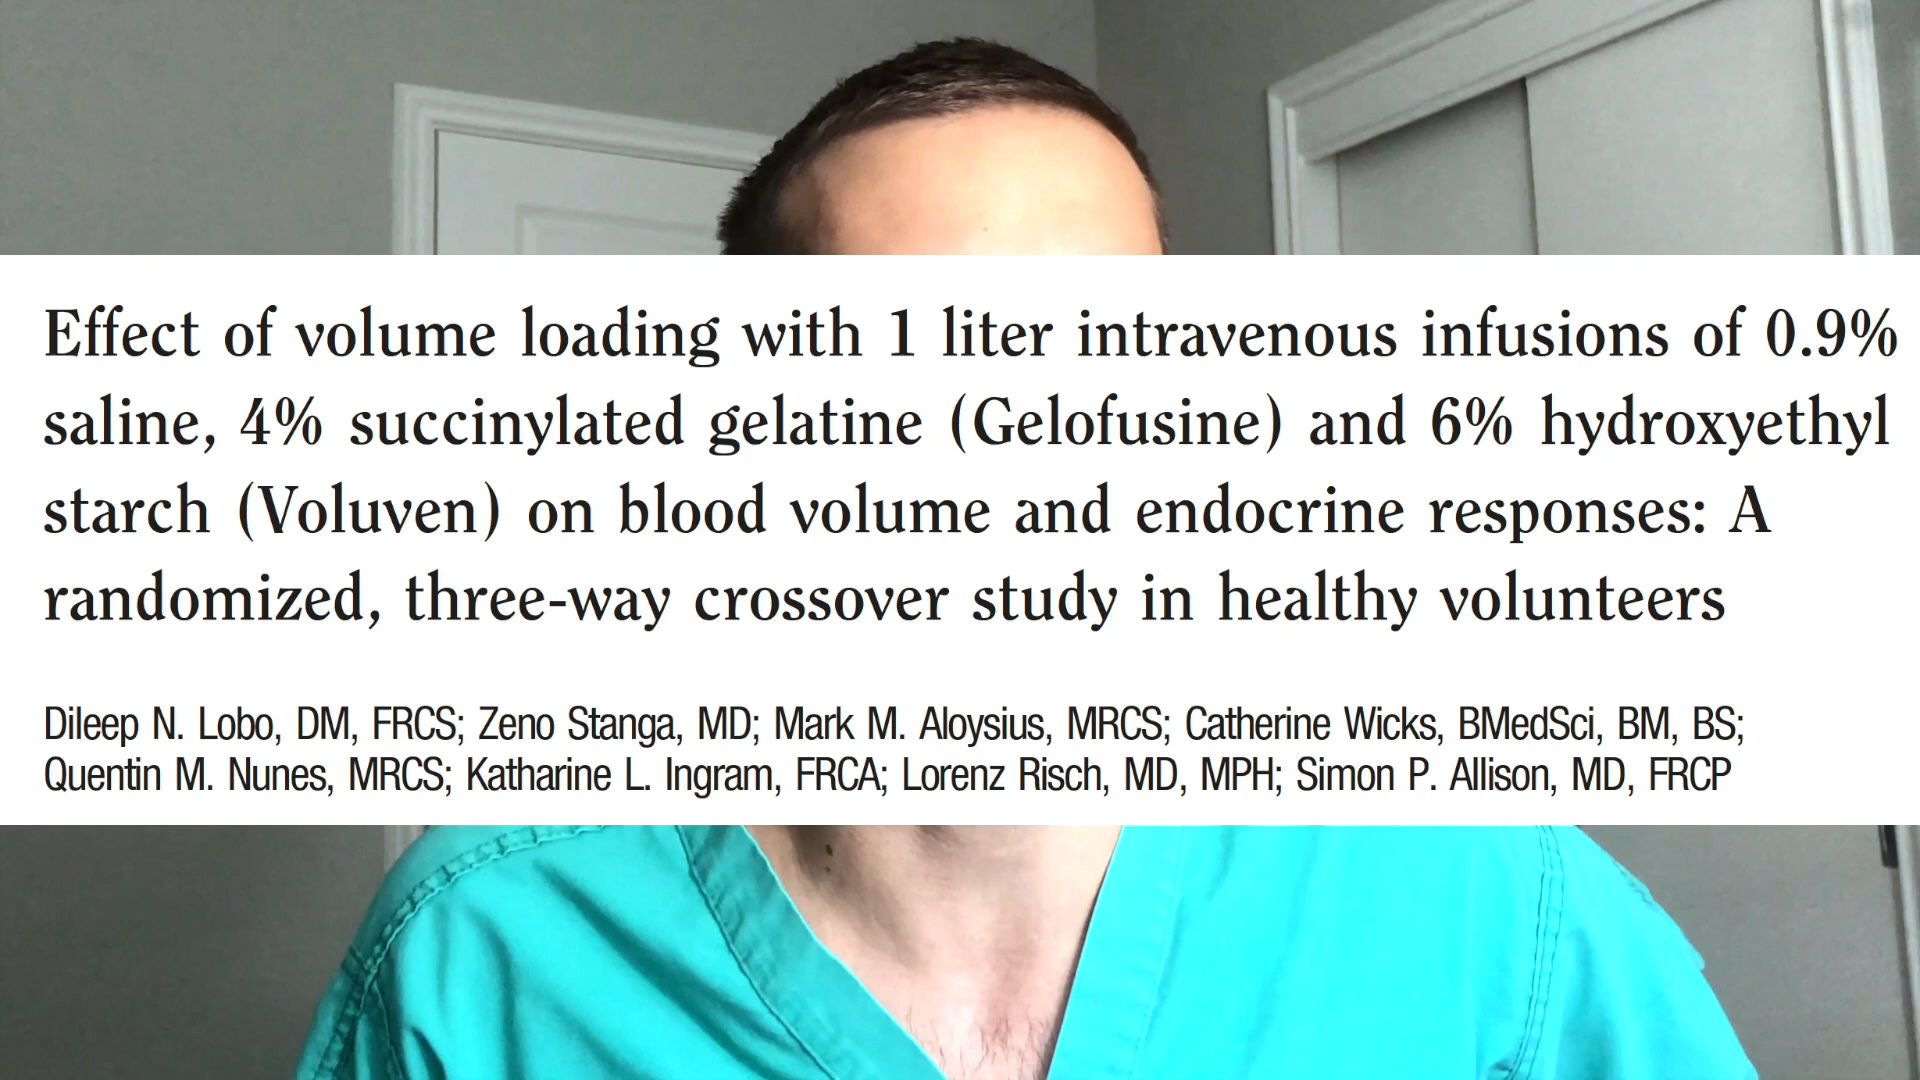 Effect of volume loading with 1 liter intravenous infusions of 0.9%
saline, 4% succinylated gelatine (Gelofusine) and 6% hydroxyethyl
starch (Voluven) on blood volume and endocrine responses: A
randomized, three-way crossover study in healthy volunteers
Dileep N. Lobo, DM, FRCS; Zeno Stanga, MD; Mark M. Aloysius, MRCS; Catherine Wicks, BMedSci, BM, BS;
Quentin M. Nunes, MRCS; Katharine L. Ingram, FRCA; Lorenz Risch, MD, MPH; Simon P. Allison, MD, FRCP